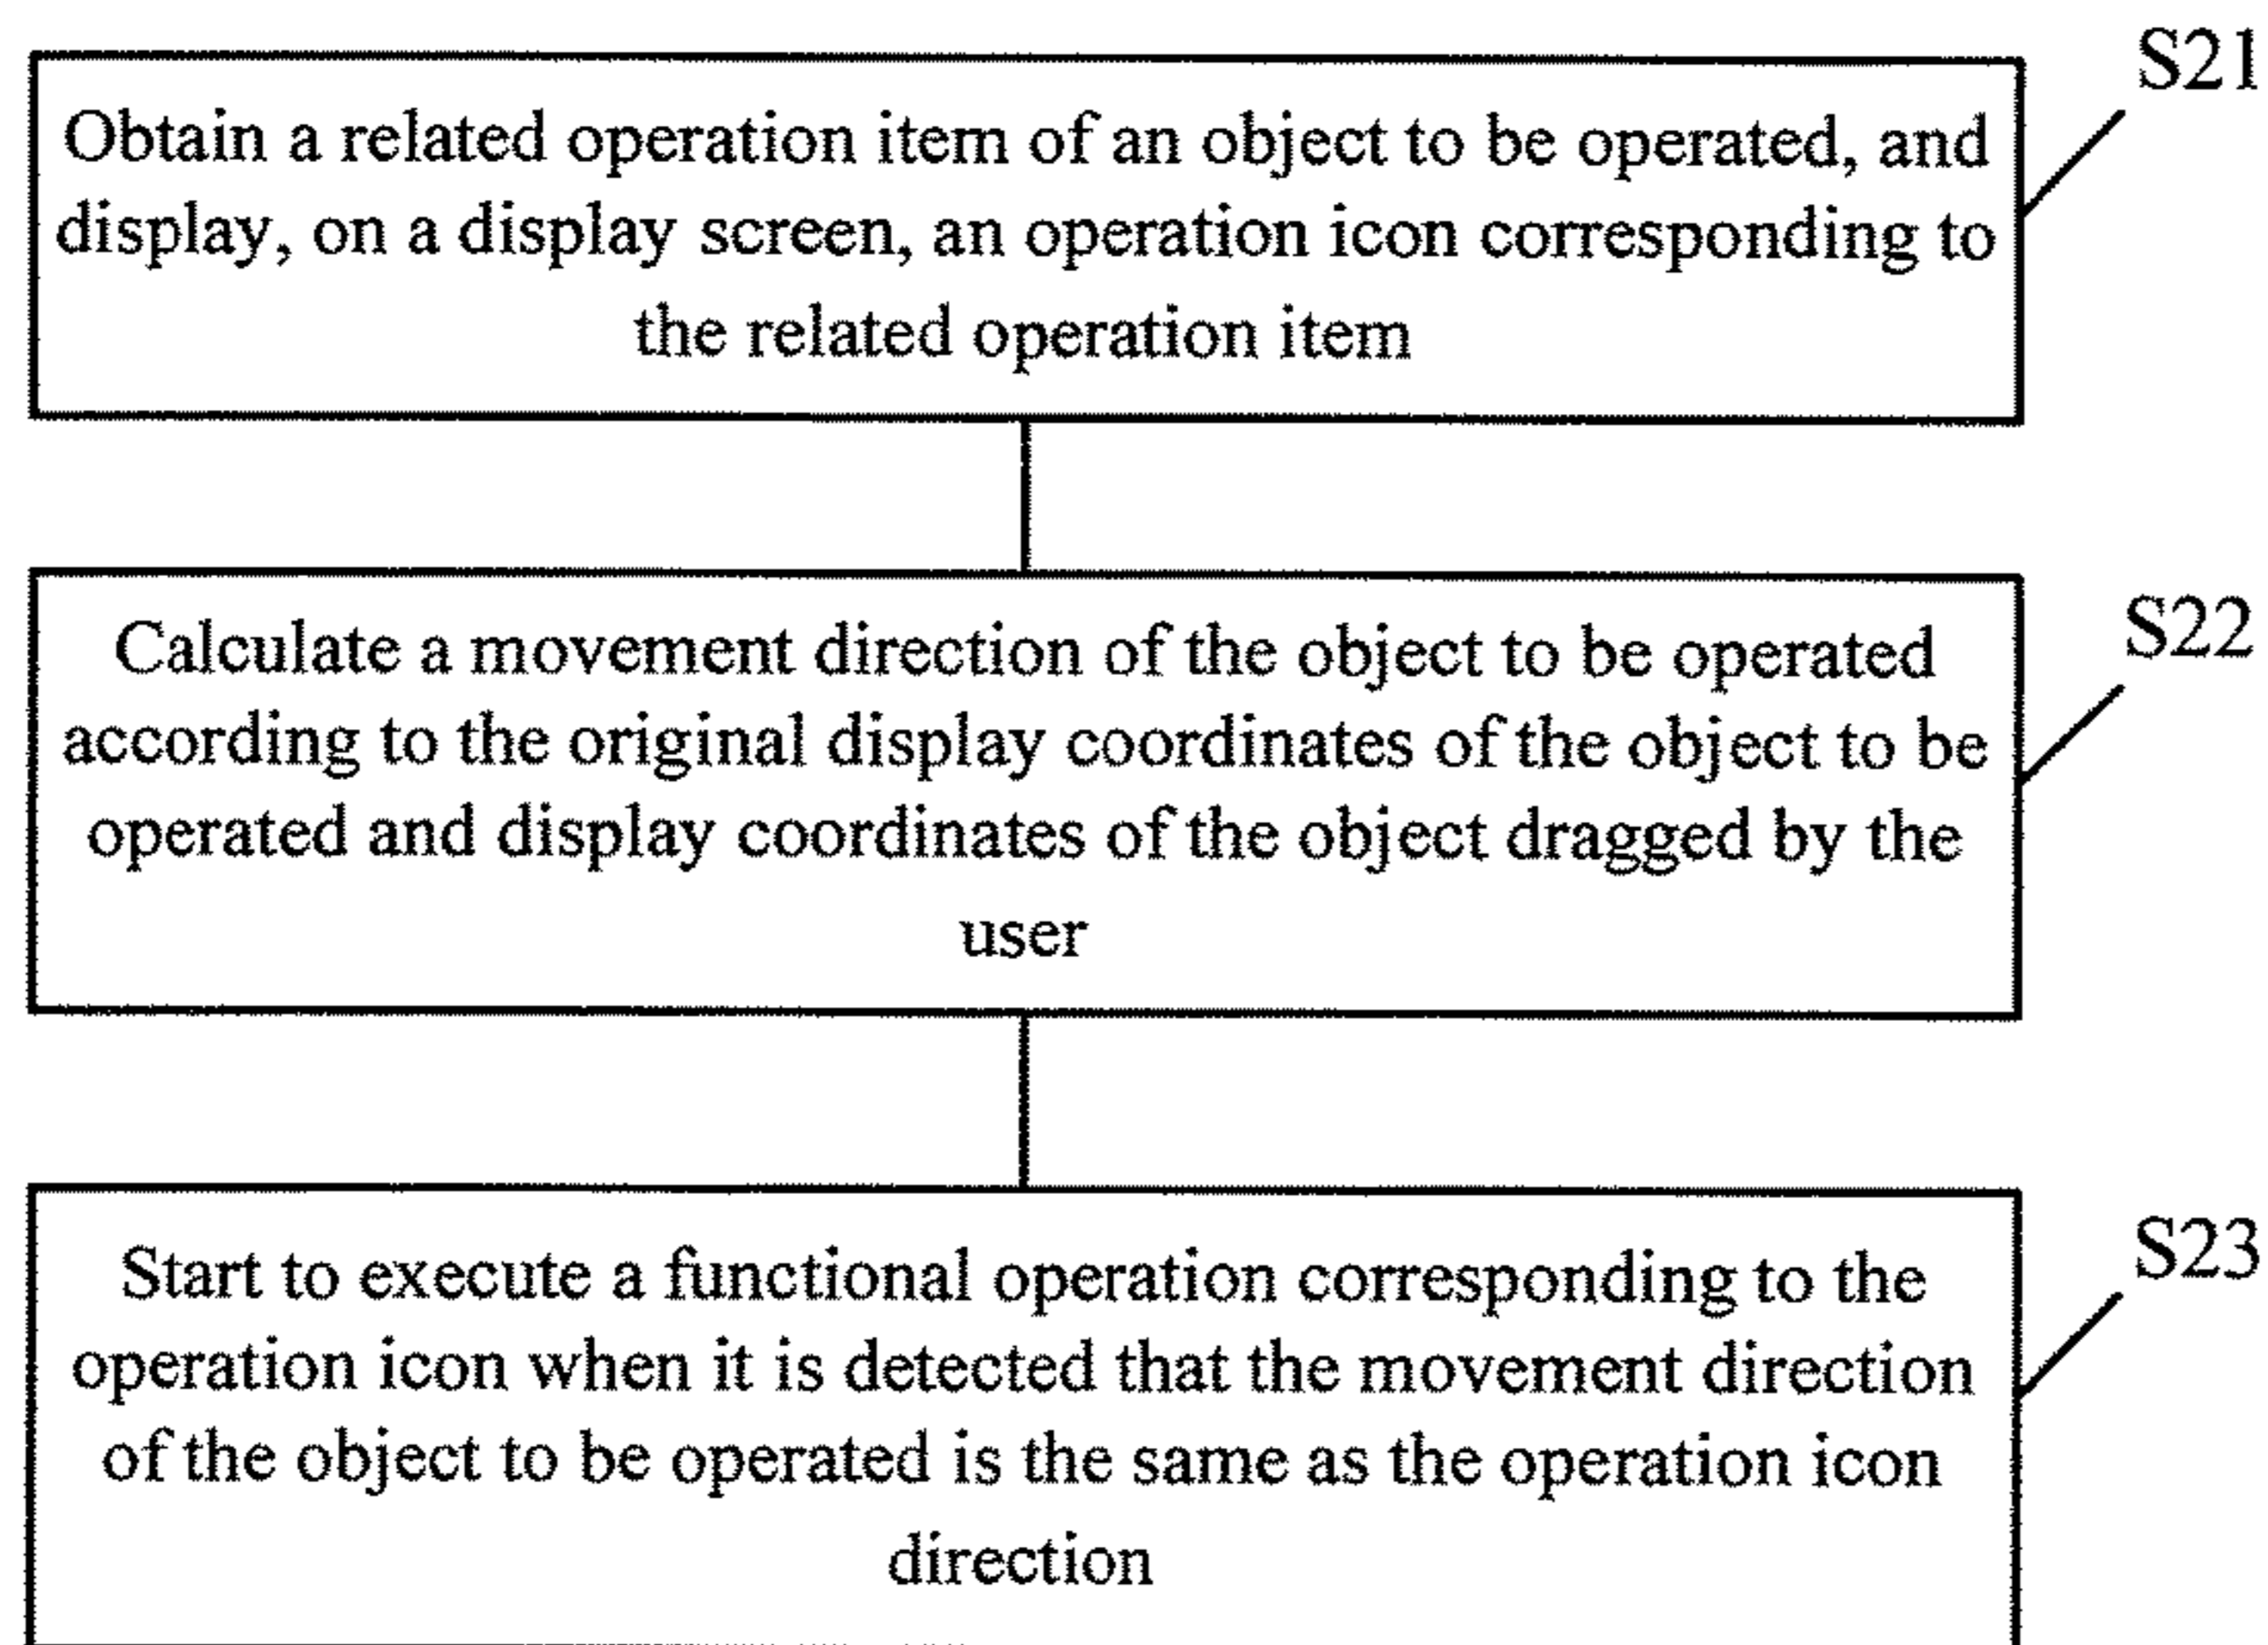 S21
Obtain a related operation item of an object to be operated, and
display, on a display screen, an operation icon corresponding to
the related operation item
S22
Calculate a movement direction of the object to be operated
according to the original display coordinates of the object to be
operated and display coordinates of the object dragged by the
user
S23
Start to execute a functional operation corresponding to the
operation icon when it is detected that the movement direction
of the object to be operated is the same as the operation icon
direction